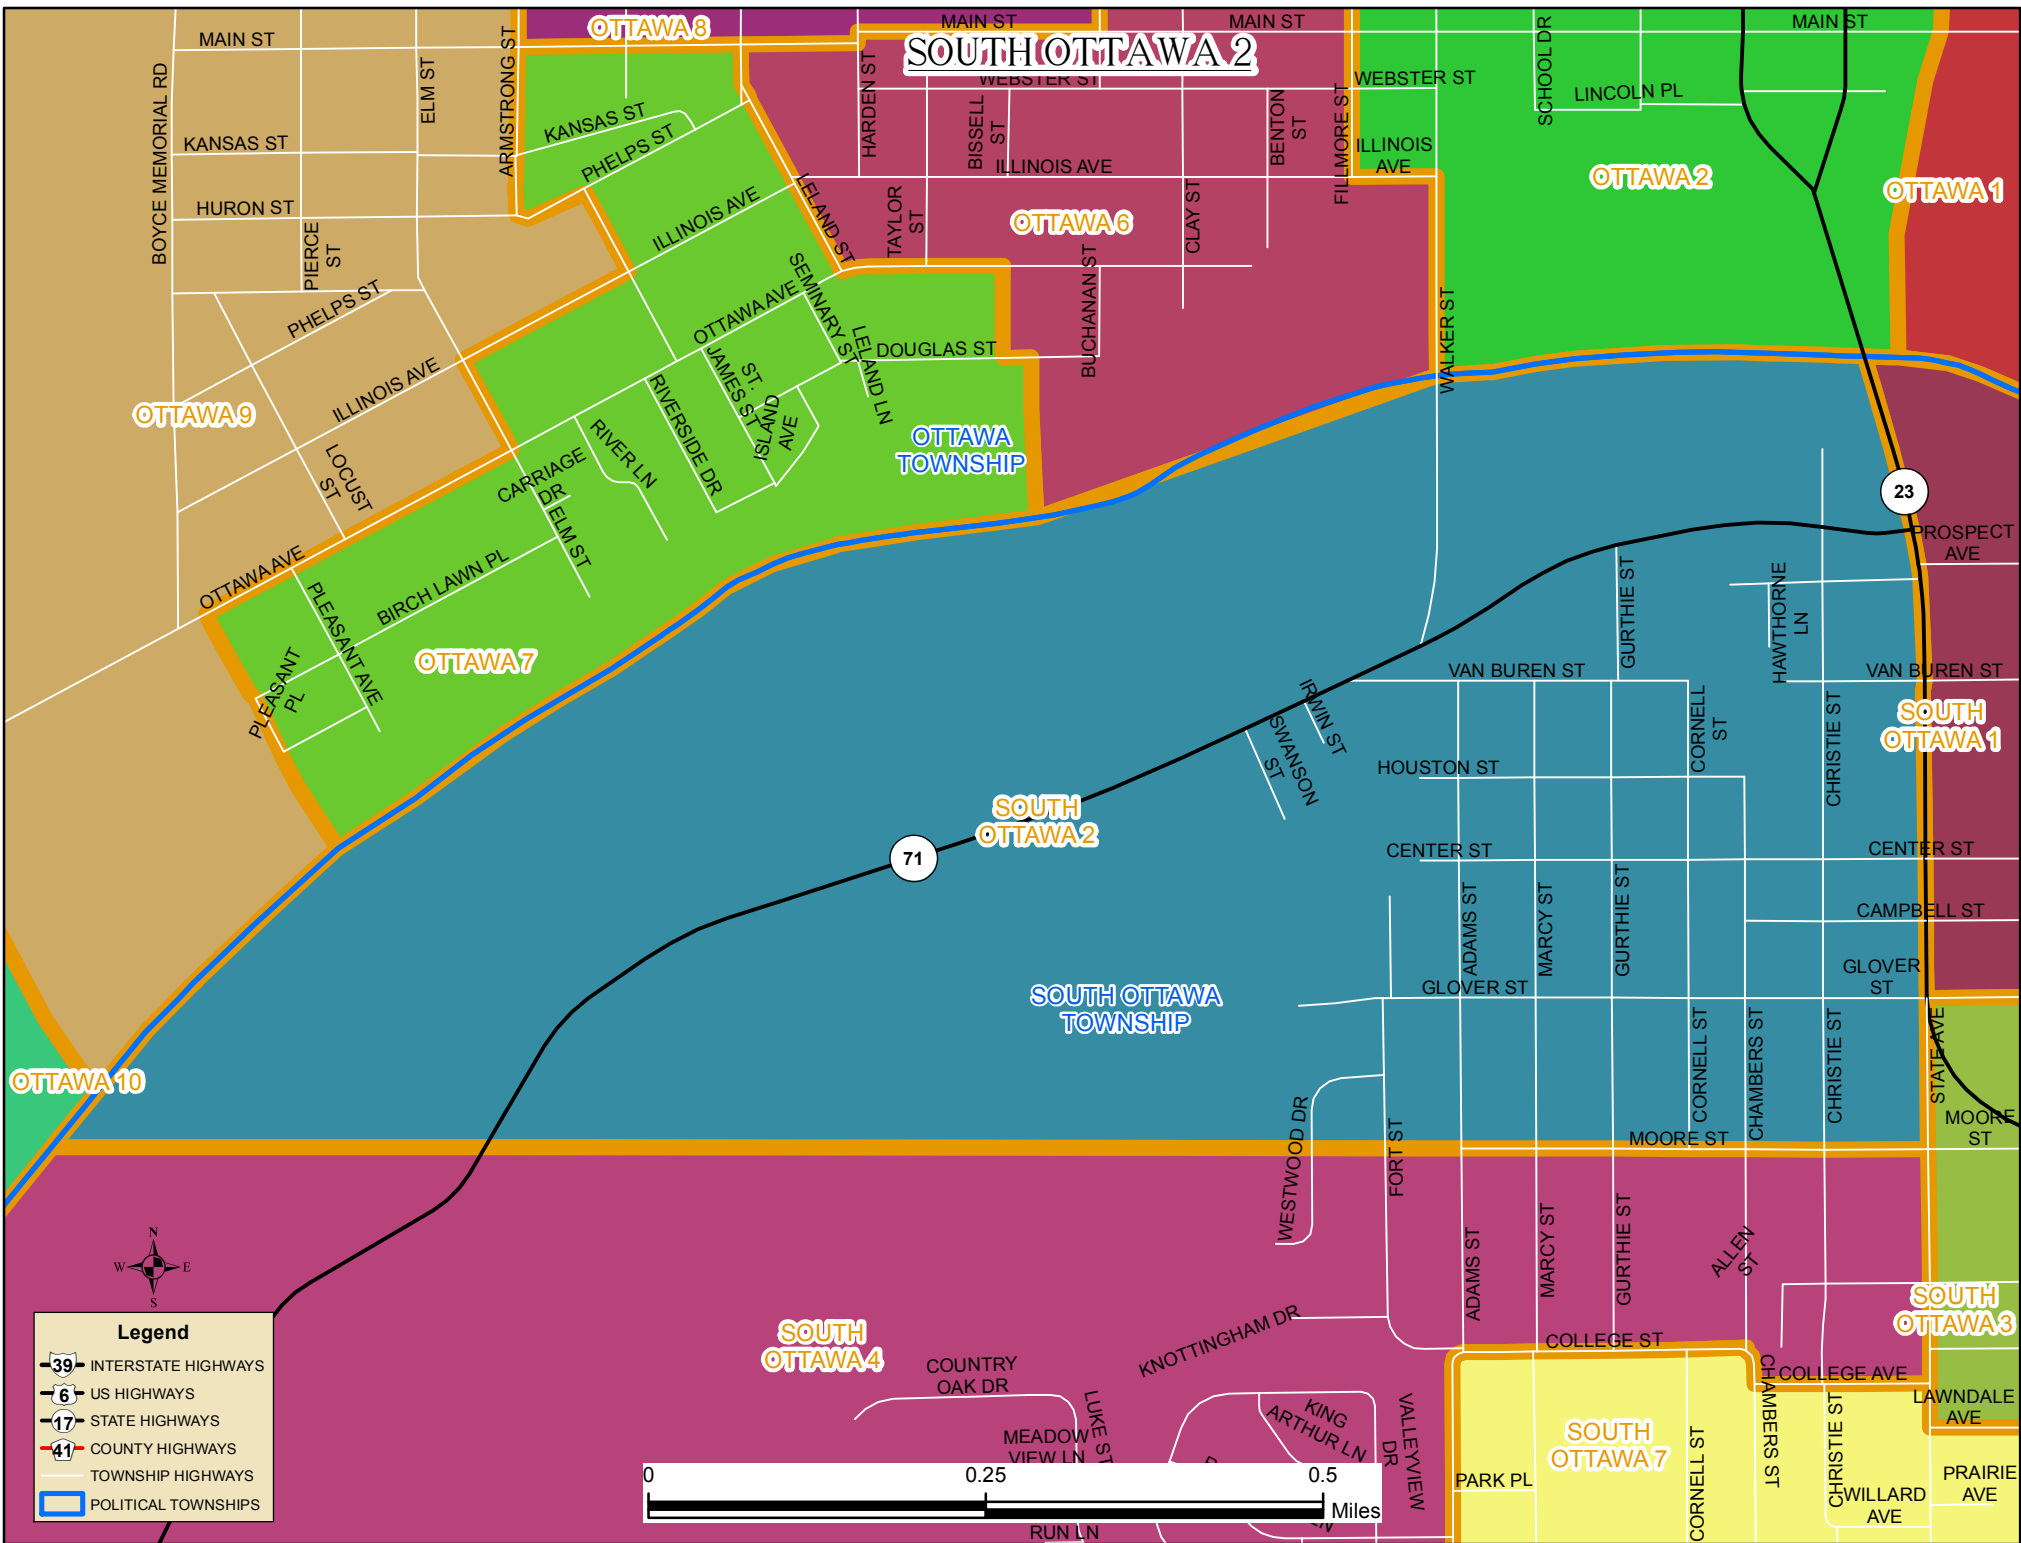 OTTAWA 8
MAIN ST
MAIN ST
MAIN ST
MAIN ST
SOUTH OTTAWA 2
WEBSTER ST
WEBSTER ST
SCHOOL DR
LINCOLN PL
BOYCE MEMORIAL RD
ELM ST
ARMSTRONG ST
KANSAS ST
KANSAS ST
PHELPS ST
HARDEN ST
BISSELL
ST
BENTON
ST
FILLMORE ST
ILLINOIS
AVE
ILLINOIS AVE
OTTAWA 2
OTTAWA 1
HURON ST
PIERCE
ST
ILLINOIS AVE
LELAND ST
TAYLOR
ST
OTTAWA 6
CLAY ST
BUCHANAN ST
WALKER ST
PHELPS ST
OTTAWA AVE
SEMINARY ST
LELAND LN
DOUGLAS ST
ILLINOIS AVE
OTTAWA 9
LOCUST
ST
CARRIAGE
DR
RIVER LN
RIVERSIDE DR
ST.
JAMES ST
ISLAND
AVE
OTTAWA
TOWNSHIP
ELM ST
23
PROSPECT
AVE
OTTAWA AVE
BIRCH LAWN PL
PLEASANT AVE
PLEASANT
PL
OTTAWA 7
GURTHIE ST
HAWTHORNE
LN
VAN BUREN ST
VAN BUREN ST
IRWIN ST
SWANSON
ST
CORNELL
ST
CHRISTIE ST
SOUTH
OTTAWA 1
HOUSTON ST
SOUTH
OTTAWA 2
71
CENTER ST
CENTER ST
ADAMS ST
MARCY ST
GURTHIE ST
CAMPBELL ST
GLOVER
ST
GLOVER ST
SOUTH OTTAWA
TOWNSHIP
CORNELL ST
CHAMBERS ST
CHRISTIE ST
STATE AVE
OTTAWA 10
MOORE
ST
MOORE ST
WESTWOOD DR
FORT ST
ADAMS ST
MARCY ST
GURTHIE ST
ALLEN
ST
N
W
E
S
SOUTH
OTTAWA 3
SOUTH
OTTAWA 4
KNOTTINGHAM DR
COLLEGE ST
COLLEGE AVE
COUNTRY
OAK DR
LUKE ST
KING
ARTHUR LN
VALLEYVIEW
DR
CHAMBERS ST
CHRISTIE ST
LAWNDALE
AVE
MEADOW
VIEW LN
SOUTH
OTTAWA 7
CORNELL ST
PARK PL
WILLARD
AVE
PRAIRIE
AVE
RUN LN
Legend
39 INTERSTATE HIGHWAYS
6 US HIGHWAYS
17 STATE HIGHWAYS
41 COUNTY HIGHWAYS
TOWNSHIP HIGHWAYS
POLITICAL TOWNSHIPS
0 0.25 0.5
Miles